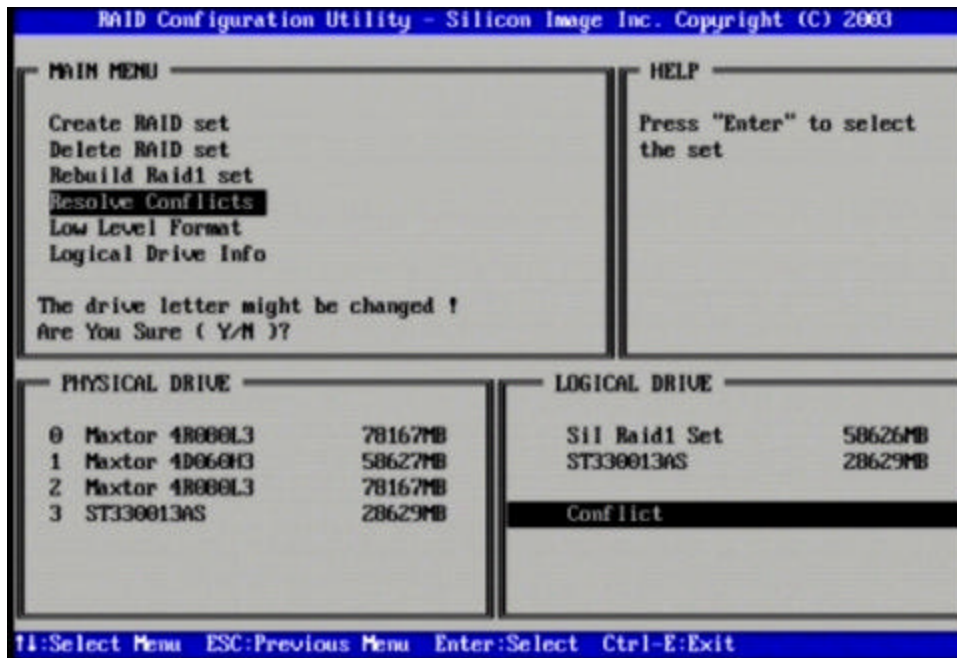 RAID Configuration Utility - Silicon Image Inc. Copyright (C) 2003
MAIN MENU
Create RAID set
Delete RAID set
Rebuild Raid1 set
Resolve Conflicts
Low Level Format
Logical Drive Info
The drive letter might be changed !
Are You Sure ( Y/N )?
HELP
Press "Enter" to select
the set
PHYSICAL DRIVE
0 Maxtor 4R080L3 78167MB
1 Maxtor 4D060H3 58627MB
2 Maxtor 4R080L3 78167MB
3 ST330013AS 28629MB
LOGICAL DRIVE
Sil Raid1 Set 58626MB
ST330013AS 28629MB
Conflict
↑↓:Select Menu ESC:Previous Menu Enter:Select Ctrl-E:Exit